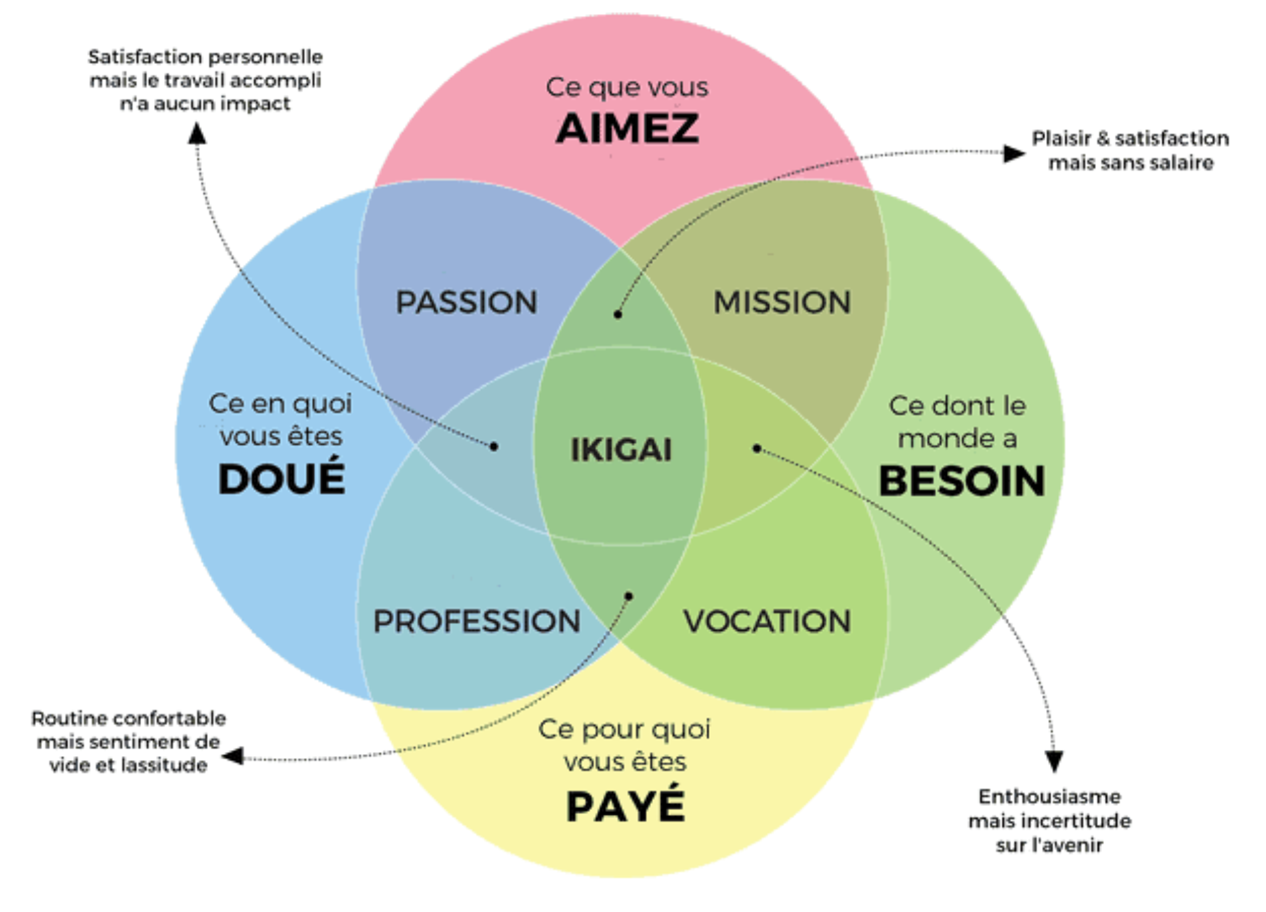 Satisfaction personnelle
mais le travail accompli
n'a aucun impact
Ce que vous
AIMEZ
Plaisir & satisfaction
mais sans salaire
PASSION
MISSION
Ce en quoi
vous êtes
DOUÉ
IKIGAI
Ce dont le
monde a
BESOIN
PROFESSION
VOCATION
Routine confortable
mais sentiment de
vide et lassitude
Ce pour quoi
vous êtes
PAYÉ
Enthousiasme
mais incertitude
sur l'avenir